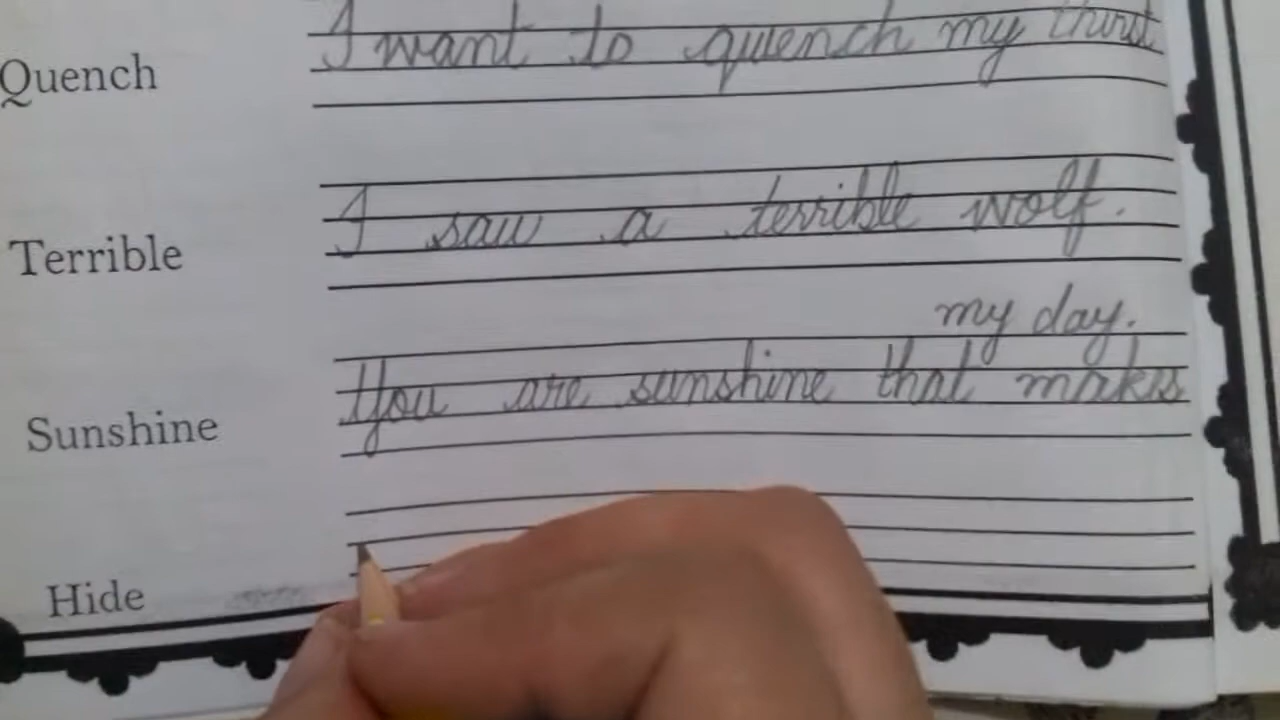 I want to quench my thirst
Quench
I saw a terrible wolf.
Terrible
my day.
You are sunshine that makes
Sunshine
Hide